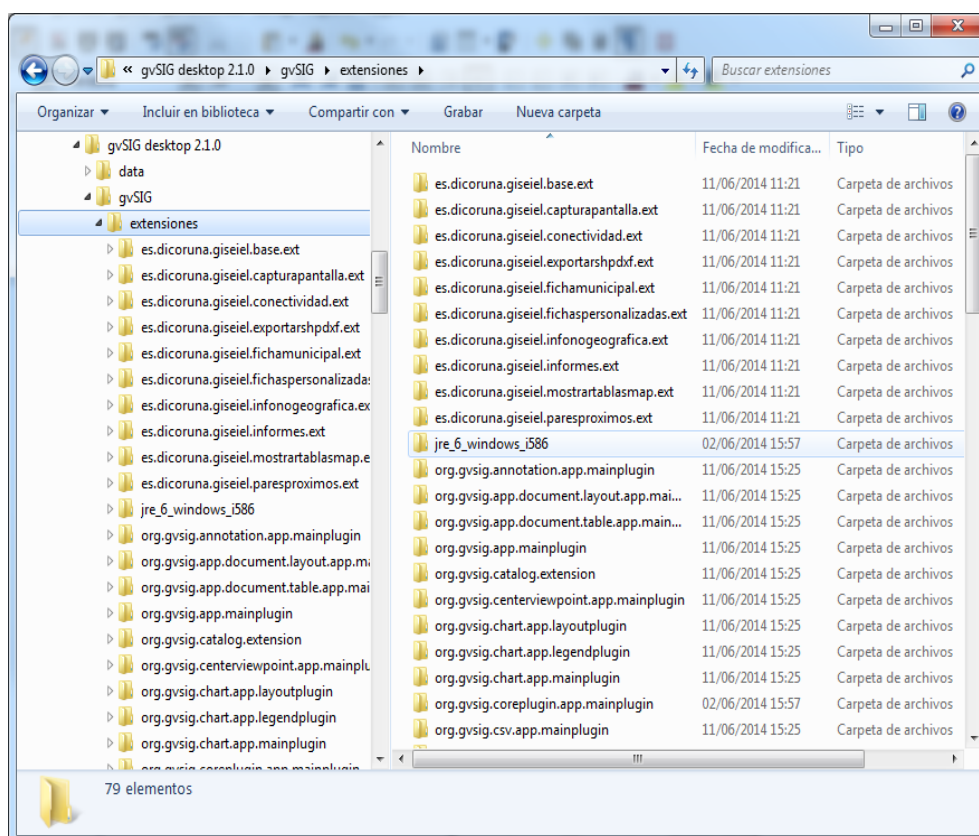 « gvSIG desktop 2.1.0 ▸ gvSIG ▸ extensiones ▸
Buscar extensiones
Organizar ▾ Incluir en biblioteca ▾ Compartir con ▾ Grabar Nueva carpeta
gvSIG desktop 2.1.0
data
gvSIG
extensiones
es.dicoruna.giseiel.base.ext
es.dicoruna.giseiel.capturapantalla.ext
es.dicoruna.giseiel.conectividad.ext
es.dicoruna.giseiel.exportarshpdxf.ext
es.dicoruna.giseiel.fichamunicipal.ext
es.dicoruna.giseiel.fichaspersonalizadas
es.dicoruna.giseiel.infonogeografica.ex
es.dicoruna.giseiel.informes.ext
es.dicoruna.giseiel.mostrartablasmap.e
es.dicoruna.giseiel.paresproximos.ext
jre_6_windows_i586
org.gvsig.annotation.app.mainplugin
org.gvsig.app.document.layout.app.ma
org.gvsig.app.document.table.app.mai
org.gvsig.app.mainplugin
org.gvsig.catalog.extension
org.gvsig.centerviewpoint.app.mainplu
org.gvsig.chart.app.layoutplugin
org.gvsig.chart.app.legendplugin
org.gvsig.chart.app.mainplugin
org.gvsig.coreplugin.app.mainplugin
Nombre Fecha de modifica... Tipo
es.dicoruna.giseiel.base.ext 11/06/2014 11:21 Carpeta de archivos
es.dicoruna.giseiel.capturapantalla.ext 11/06/2014 11:21 Carpeta de archivos
es.dicoruna.giseiel.conectividad.ext 11/06/2014 11:21 Carpeta de archivos
es.dicoruna.giseiel.exportarshpdxf.ext 11/06/2014 11:21 Carpeta de archivos
es.dicoruna.giseiel.fichamunicipal.ext 11/06/2014 11:21 Carpeta de archivos
es.dicoruna.giseiel.fichaspersonalizadas.ext 11/06/2014 11:21 Carpeta de archivos
es.dicoruna.giseiel.infonogeografica.ext 11/06/2014 11:21 Carpeta de archivos
es.dicoruna.giseiel.informes.ext 11/06/2014 11:21 Carpeta de archivos
es.dicoruna.giseiel.mostrartablasmap.ext 11/06/2014 11:21 Carpeta de archivos
es.dicoruna.giseiel.paresproximos.ext 11/06/2014 11:21 Carpeta de archivos
jre_6_windows_i586 02/06/2014 15:57 Carpeta de archivos
org.gvsig.annotation.app.mainplugin 11/06/2014 15:25 Carpeta de archivos
org.gvsig.app.document.layout.app.mai... 11/06/2014 15:25 Carpeta de archivos
org.gvsig.app.document.table.app.main... 11/06/2014 15:25 Carpeta de archivos
org.gvsig.app.mainplugin 11/06/2014 15:25 Carpeta de archivos
org.gvsig.catalog.extension 11/06/2014 15:25 Carpeta de archivos
org.gvsig.centerviewpoint.app.mainplugin 11/06/2014 15:25 Carpeta de archivos
org.gvsig.chart.app.layoutplugin 11/06/2014 15:25 Carpeta de archivos
org.gvsig.chart.app.legendplugin 11/06/2014 15:25 Carpeta de archivos
org.gvsig.chart.app.mainplugin 11/06/2014 15:25 Carpeta de archivos
org.gvsig.coreplugin.app.mainplugin 02/06/2014 15:57 Carpeta de archivos
org.gvsig.csv.app.mainplugin 11/06/2014 15:25 Carpeta de archivos
79 elementos